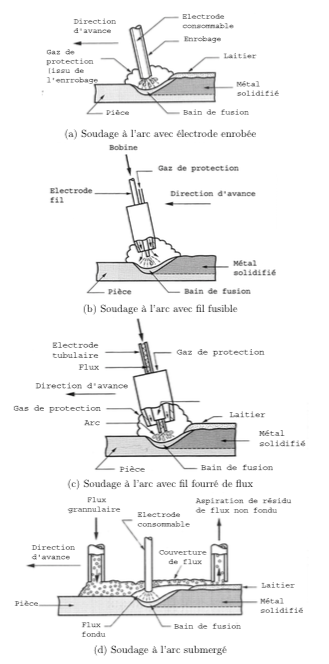 Direction
d'avance
Electrode
consommable
Enrobage
Gaz de
protection
(issu de
l'enrobage
Laitier
Métal
solidifié
Pièce
Bain de fusion
(a) Soudage à l'arc avec électrode enrobée
Bobine
Gaz de protection
Electrode
fil
Direction d'avance
Métal
solidifié
Pièce
Bain de fusion
(b) Soudage à l'arc avec fil fusible
Electrode
tubulaire
Flux
Gaz de protection
Direction d'avance
Gas de protection
Arc
Laitier
Métal
solidifié
Pièce
Bain de fusion
(c) Soudage à l'arc avec fil fourré de flux
Flux
grannulaire
Electrode
consommable
Aspiration de résidu
de flux non fondu
Direction
d'avance
Couverture
de flux
Laitier
Pièce
Métal
solidifié
Flux
fondu
Bain de fusion
(d) Soudage à l'arc submergé